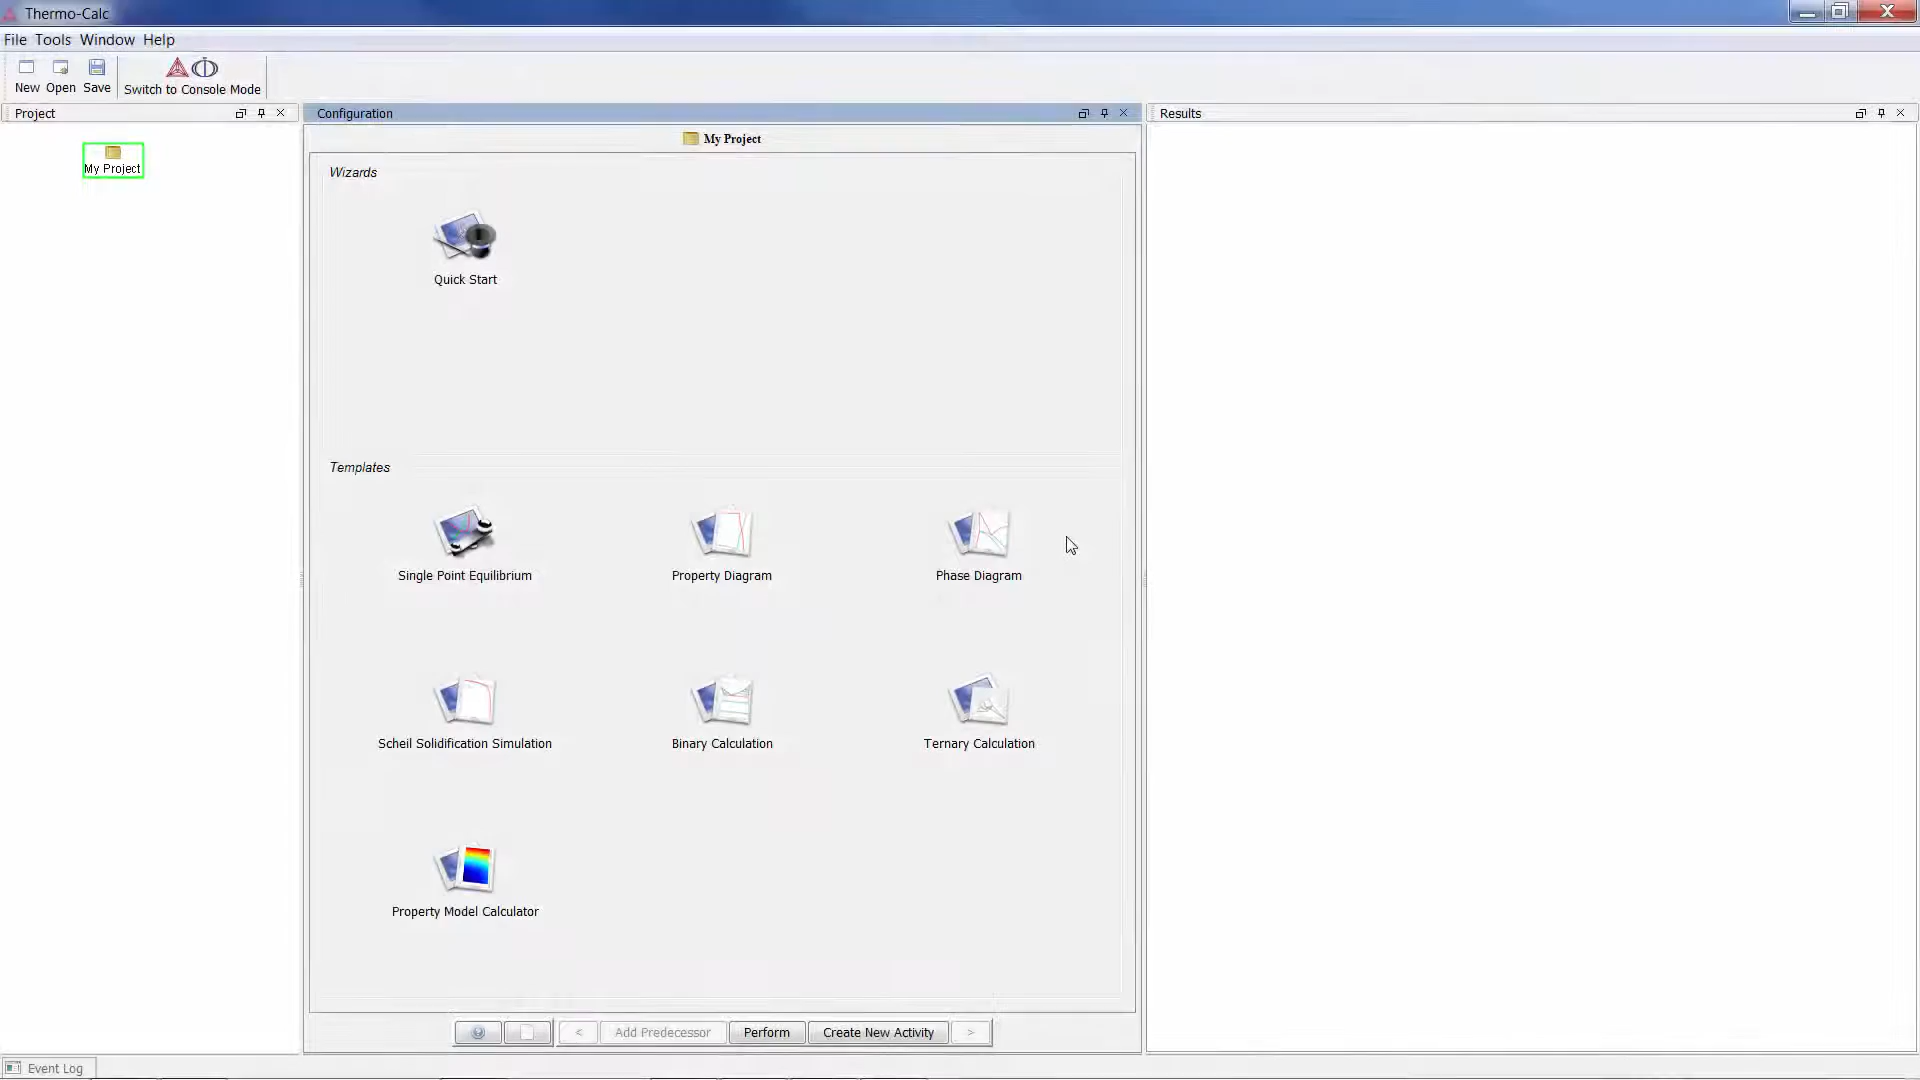 Thermo-Calc
File Tools Window Help
New Open Save Switch to Console Mode
Project
Configuration
Results
My Project
My Project
Wizards
Quick Start
Templates
Single Point Equilibrium
Property Diagram
Phase Diagram
Scheil Solidification Simulation
Binary Calculation
Ternary Calculation
Property Model Calculator
< Add Predecessor Perform Create New Activity >
Event Log